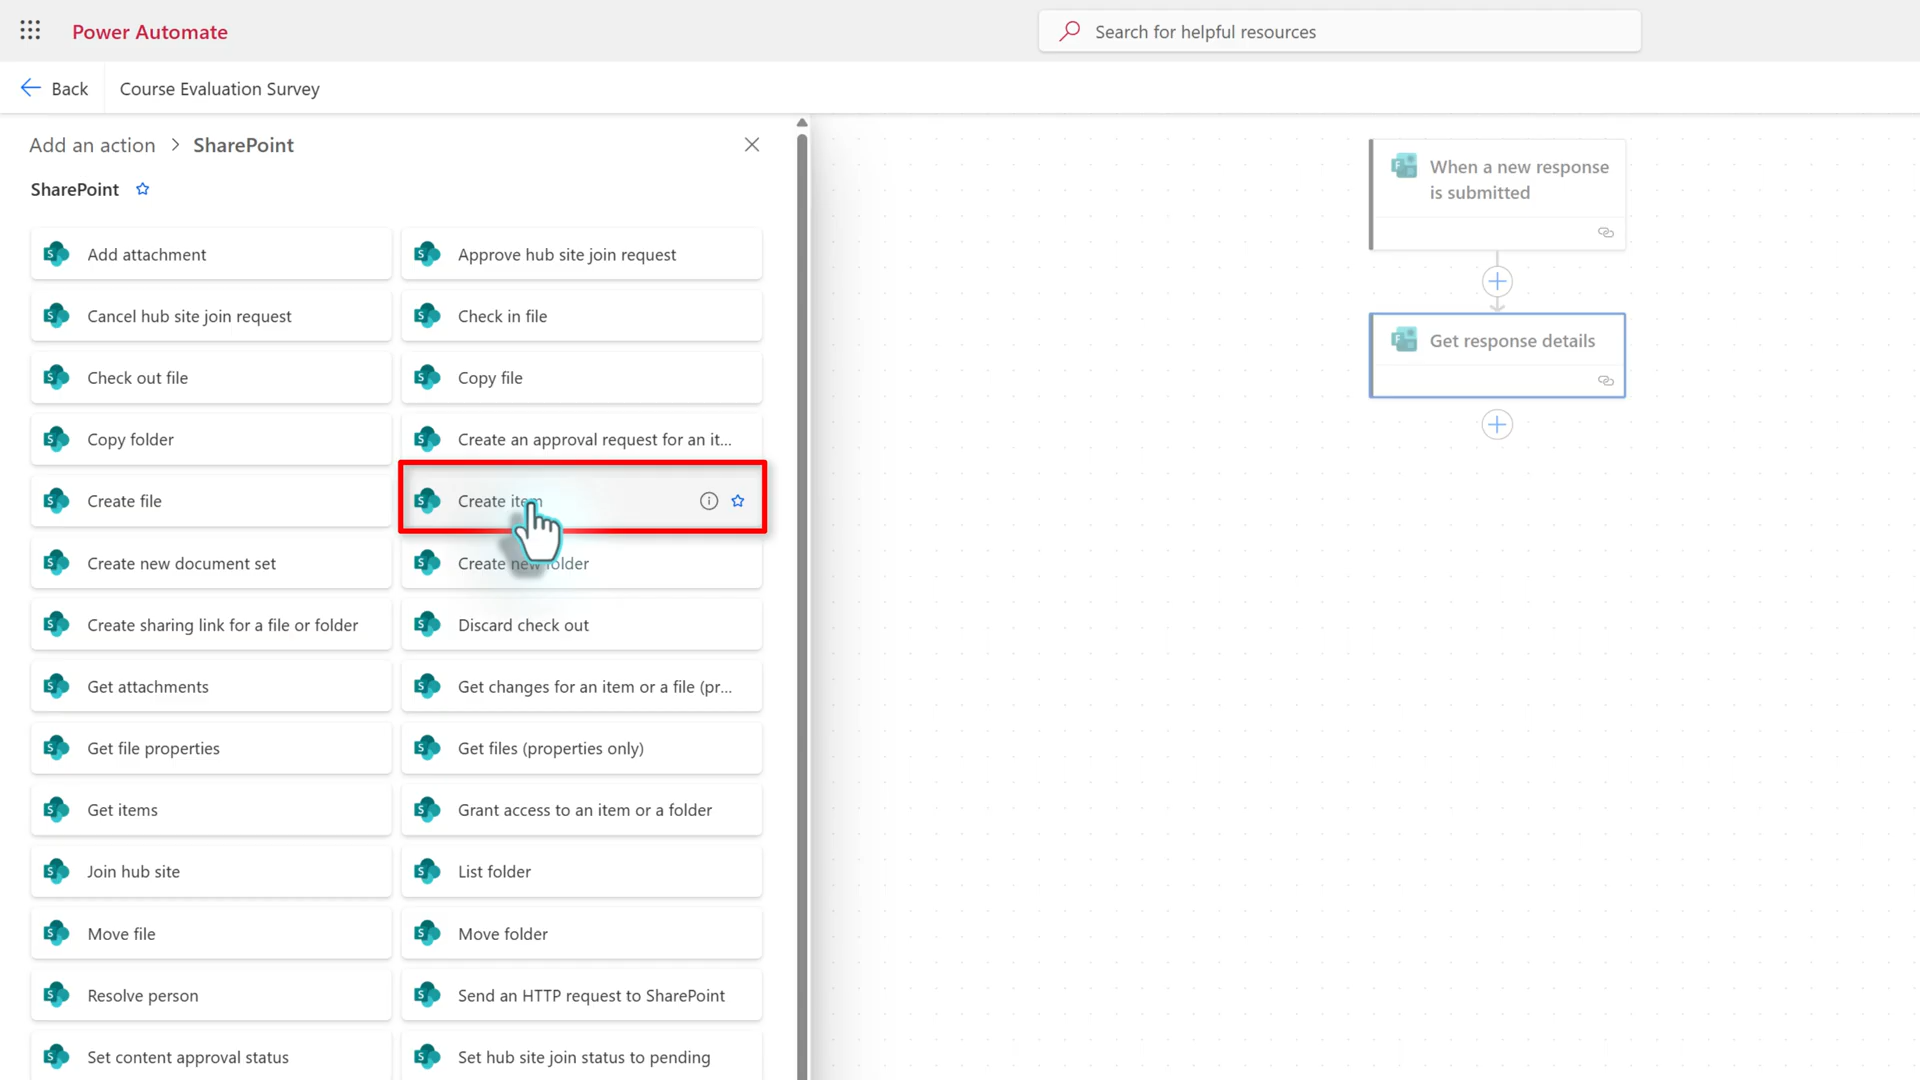 Power Automate
Search for helpful resources
Back
Course Evaluation Survey
Add an action > SharePoint
SharePoint
Add attachment
Approve hub site join request
Cancel hub site join request
Check in file
Check out file
Copy file
Copy folder
Create an approval request for an it...
Create file
Create item
Create new document set
Create new folder
Create sharing link for a file or folder
Discard check out
Get attachments
Get changes for an item or a file (pr...
Get file properties
Get files (properties only)
Get items
Grant access to an item or a folder
Join hub site
List folder
Move file
Move folder
Resolve person
Send an HTTP request to SharePoint
Set content approval status
Set hub site join status to pending
When a new response
is submitted
Get response details